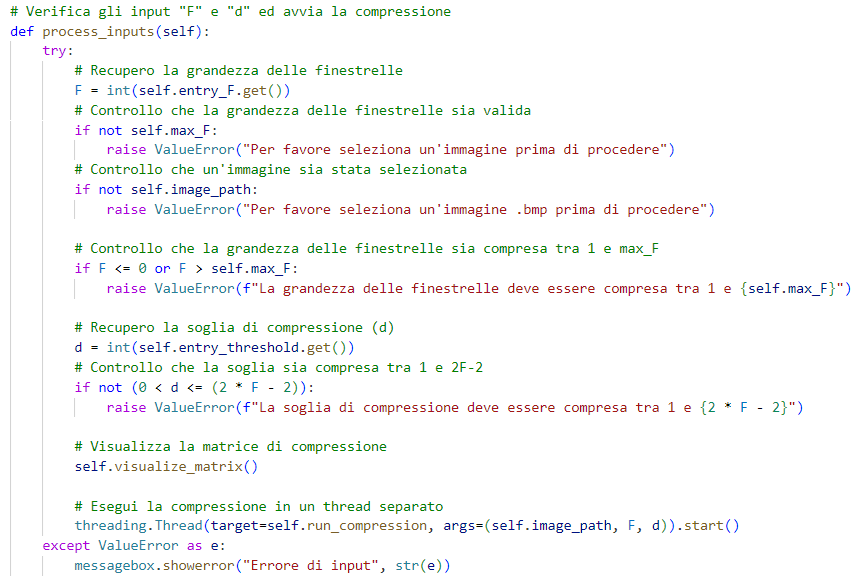 # Verifica gli input "F" e "d" ed avvia la compressione
def process_inputs(self):
    try:
        # Recupero la grandezza delle finestrelle
        F = int(self.entry_F.get())
        # Controllo che la grandezza delle finestrelle sia valida
        if not self.max_F:
            raise ValueError("Per favore seleziona un'immagine prima di procedere")
        # Controllo che un'immagine sia stata selezionata
        if not self.image_path:
            raise ValueError("Per favore seleziona un'immagine .bmp prima di procedere")

        # Controllo che la grandezza delle finestrelle sia compresa tra 1 e max_F
        if F <= 0 or F > self.max_F:
            raise ValueError(f"La grandezza delle finestrelle deve essere compresa tra 1 e {self.max_F}")

        # Recupero la soglia di compressione (d)
        d = int(self.entry_threshold.get())
        # Controllo che la soglia sia compresa tra 1 e 2F-2
        if not (0 < d <= (2 * F - 2)):
            raise ValueError(f"La soglia di compressione deve essere compresa tra 1 e {2 * F - 2}")

        # Visualizza la matrice di compressione
        self.visualize_matrix()

        # Esegui la compressione in un thread separato
        threading.Thread(target=self.run_compression, args=(self.image_path, F, d)).start()
    except ValueError as e:
        messagebox.showerror("Errore di input", str(e))